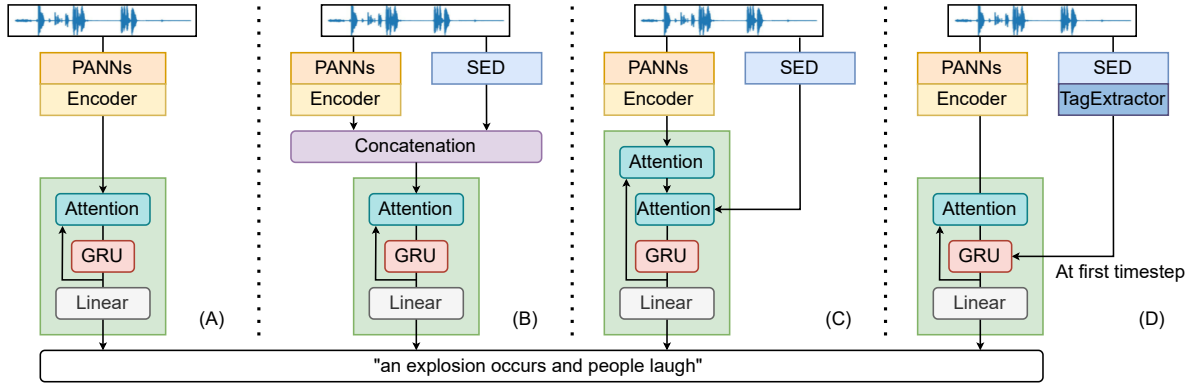 PANNs
Encoder
Attention
GRU
Linear
(A)
PANNs
Encoder
SED
Concatenation
Attention
GRU
Linear
(B)
PANNs
Encoder
SED
Attention
Attention
GRU
Linear
(C)
PANNs
Encoder
SED
TagExtractor
Attention
GRU
At first timestep
Linear
(D)
"an explosion occurs and people laugh"